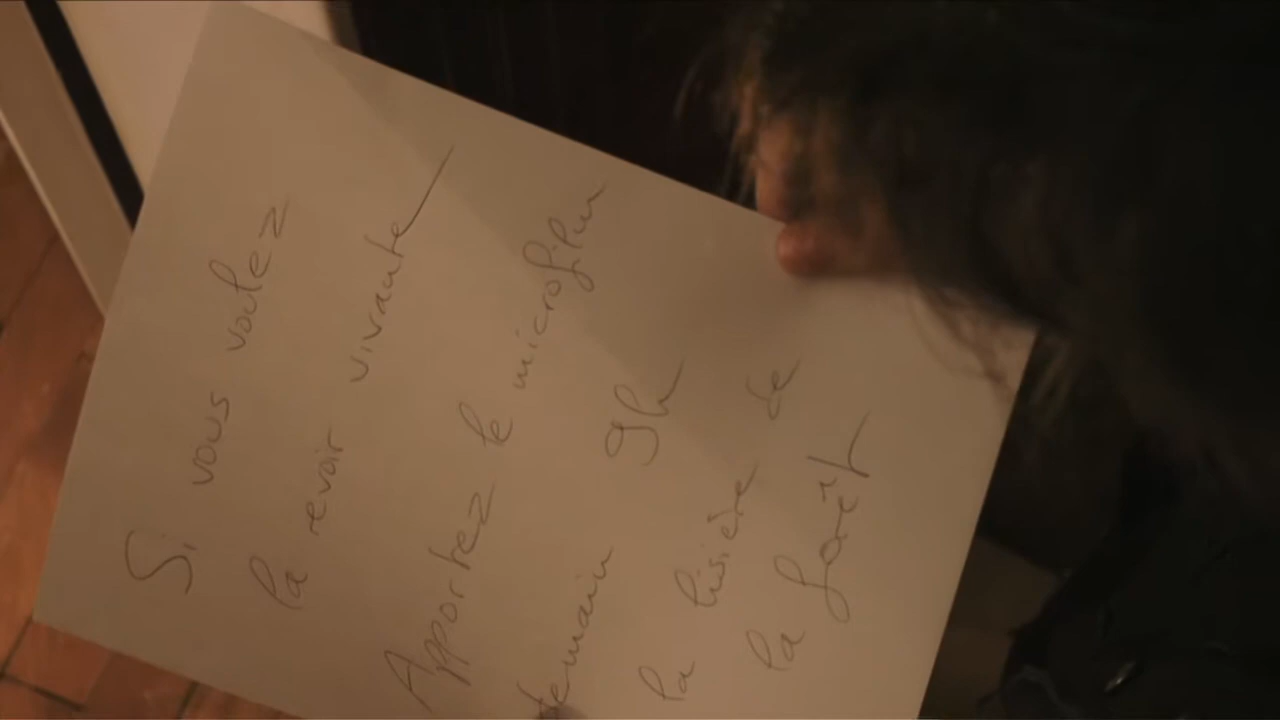 Si vous voulez
la revoir vivante
Apportez le microfilm
demain 9h
la lisière de
la forêt